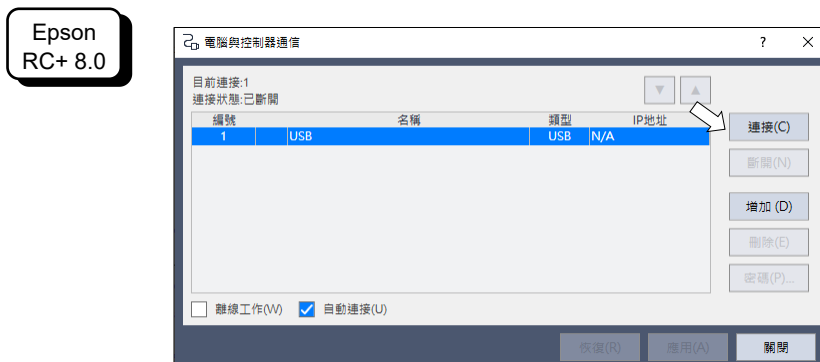 Epson
RC+ 8.0
電腦與控制器通信
?
目前連接:1
連接狀態:已斷開
▼ ▲
編號 名稱 類型 IP地址
1 USB USB N/A
連接(C)
斷開(N)
增加 (D)
刪除(E)
密碼(P)...
離線工作(W) 自動連接(U)
恢復(R) 應用(A) 關閉